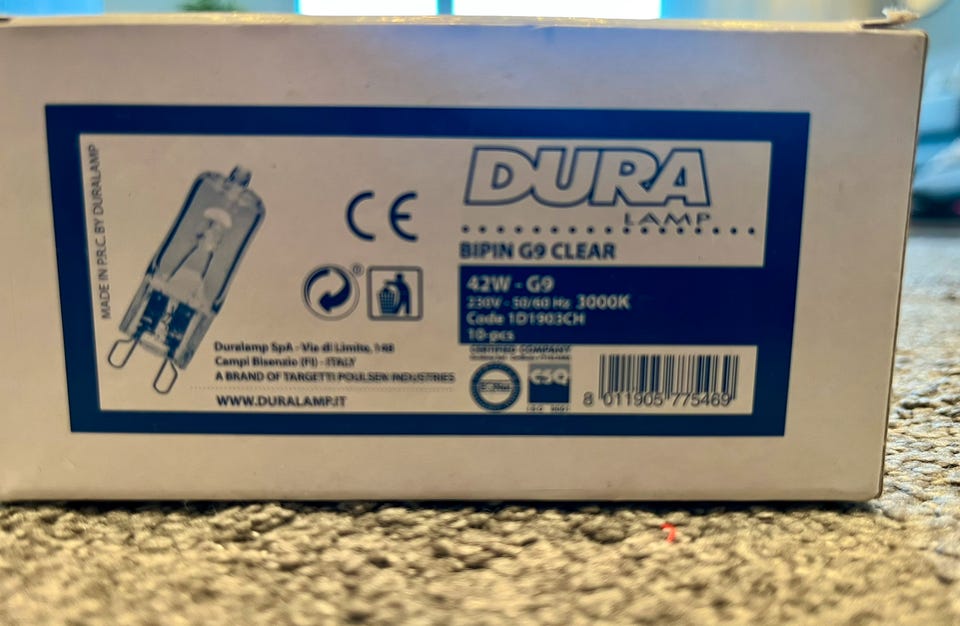 MADE IN P.R.C. BY DURALAMP
CE
DURA
LAMP
BIPIN G9 CLEAR
42W - G9
230V - 50/60 Hz 3000K
Code 1D1903CH
10 pcs
Duralamp SpA - Via di Limite, 148
Campi Bisenzio (FI) - ITALY
A BRAND OF TARGETTI POULSEN INDUSTRIES
WWW.DURALAMP.IT
CERTIFIED COMPANY
CSQ
8 011905 775469